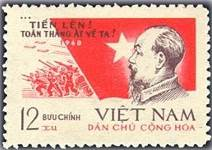 ...
TIẾN LÊN!
TOÀN THẮNG ẮT VỀ TA!
1968
12 BƯU CHÍNH
XU
VIỆT NAM
DÂN CHỦ CỘNG HÒA